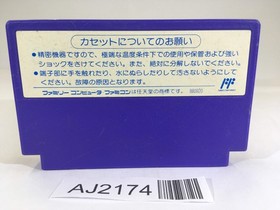 カセットについてのお願い
●精密機器ですので、極端な温度条件下での使用や保管および強い
ショックをさけてください。また、絶対に分解しないでください。
●端子部に手を触れたり、水にぬらしたりして汚さないようにして
ください。故障の原因となります。
ファミリーコンピュータ ファミコンは任天堂の商標です。
AJ2174